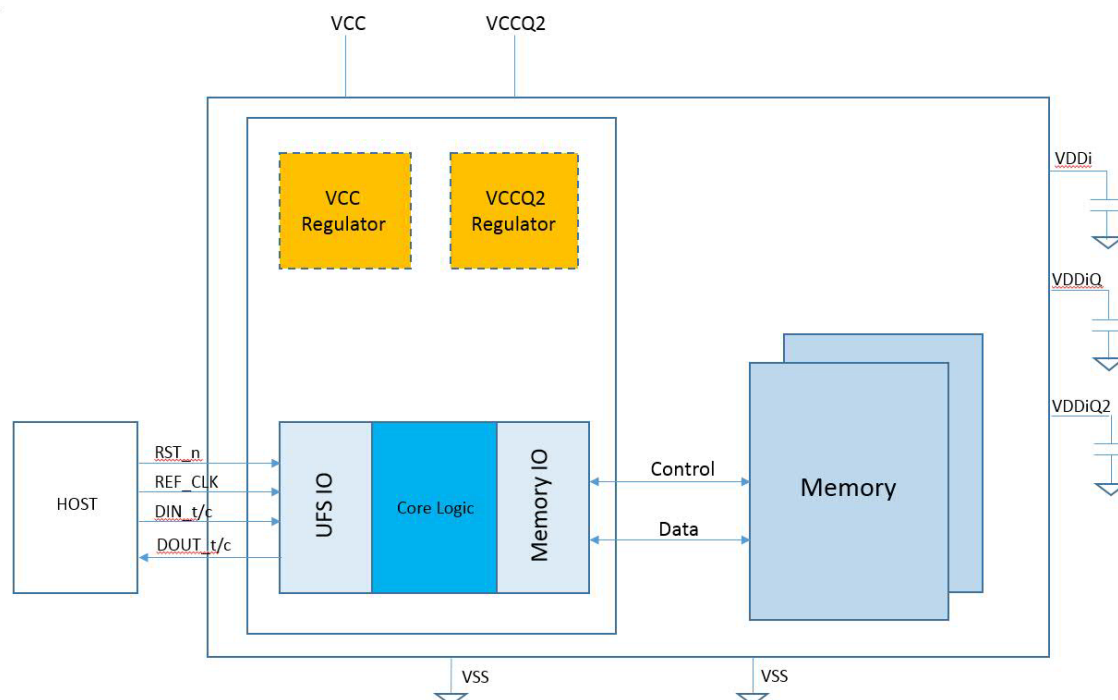 VCC
VCCQ2
VCC
Regulator
VCCQ2
Regulator
VDDi
VDDiQ
VDDiQ2
HOST
RST_n
REF_CLK
DIN_t/c
DOUT_t/c
UFS IO
Core Logic
Memory IO
Control
Data
Memory
VSS
VSS